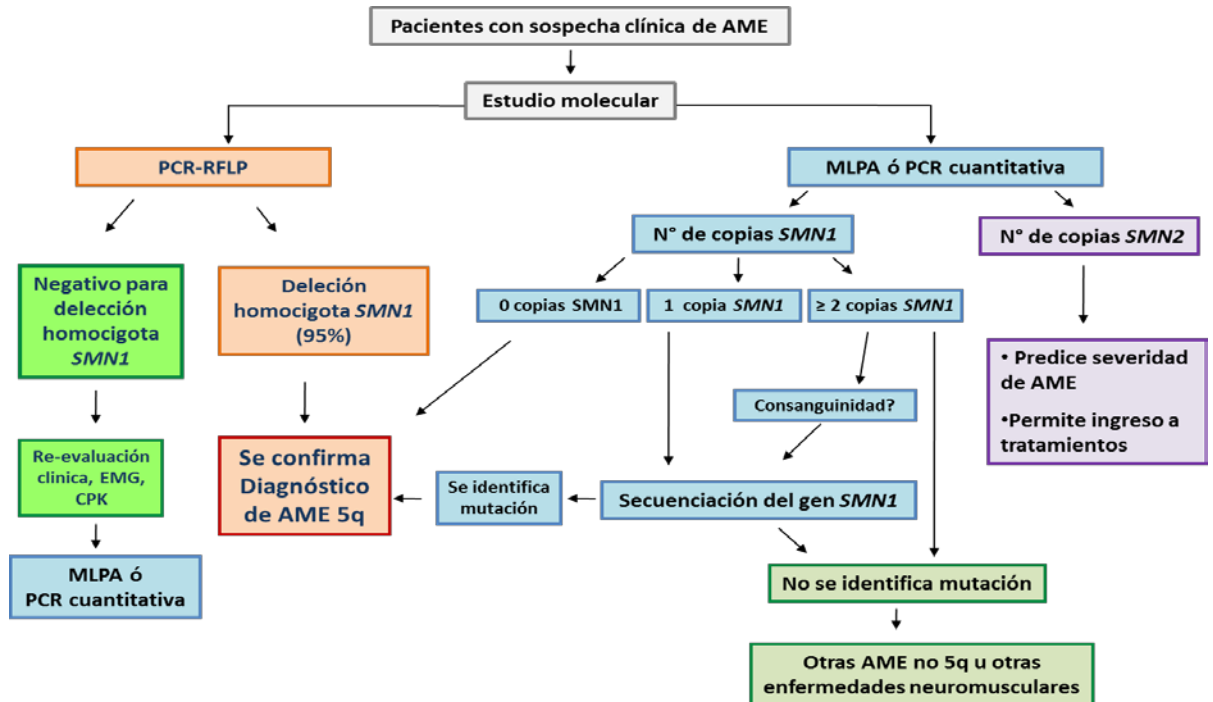 Pacientes con sospecha clínica de AME
Estudio molecular
PCR-RFLP
MLPA ó PCR cuantitativa
N° de copias SMN1
N° de copias SMN2
Negativo para
delección
homocigota
SMN1
Deleción
homocigota SMN1
(95%)
0 copias SMN1
1 copia SMN1
≥ 2 copias SMN1
• Predice severidad
de AME
•Permite ingreso a
tratamientos
Consanguinidad?
Re-evaluación
clinica, EMG,
CPK
Se confirma
Diagnóstico
de AME 5q
Se identifica
mutación
Secuenciación del gen SMN1
MLPA ó
PCR cuantitativa
No se identifica mutación
Otras AME no 5q u otras
enfermedades neuromusculares